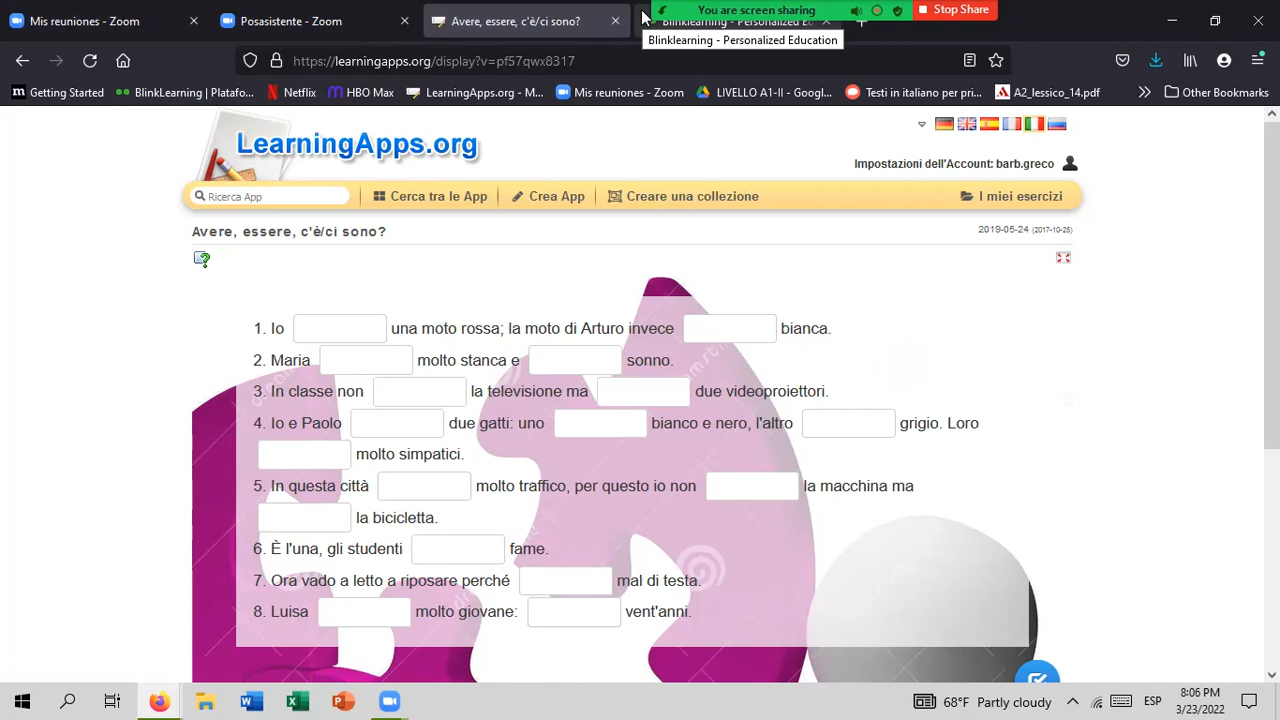 Mis reuniones - Zoom
Posasistente - Zoom
Avere, essere, c'è/ci sono?
Blinklearning - Personalized Ed
You are screen sharing
Stop Share
Blinklearning - Personalized Education
https://learningapps.org/display?v=pf57qwx8317
Getting Started
BlinkLearning (Platafo...
Netflix
HBO Max
LearningApps.org - M...
Mis reuniones - Zoom
LIVELLO A1-II - Googl...
Testi in italiano per pri...
A2_lessico_14.pdf
Other Bookmarks
LearningApps.org
Impostazioni dell'Account: barb.greco
Ricerca App
Cerca tra le App
Crea App
Creare una collezione
I miei esercizi
Avere, essere, c'è/ci sono?
2019-05-24 (2017-10-25)
1. Io una moto rossa; la moto di Arturo invece bianca.
2. Maria molto stanca e sonno.
3. In classe non la televisione ma due videoproiettori.
4. Io e Paolo due gatti: uno bianco e nero, l'altro grigio. Loro
molto simpatici.
5. In questa città molto traffico, per questo io non la macchina ma
la bicicletta.
6. È l'una, gli studenti fame.
7. Ora vado a letto a riposare perché mal di testa.
8. Luisa molto giovane: vent'anni.
68°F Partly cloudy
ESP
8:06 PM
3/23/2022